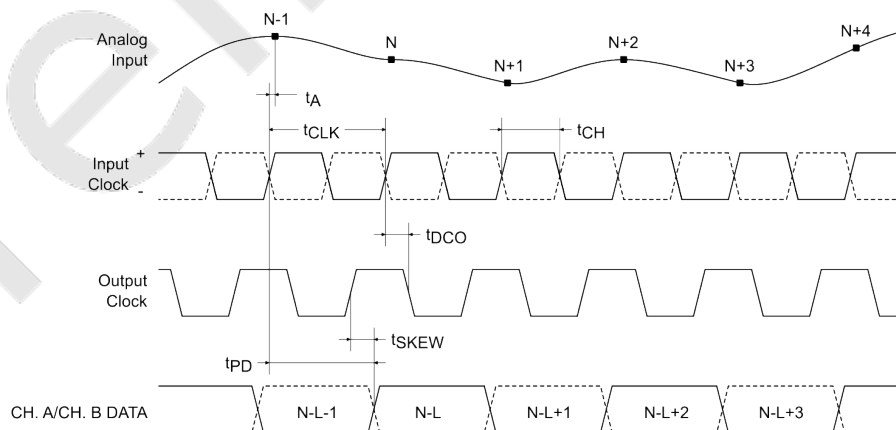 N-1
N
N+1
N+2
N+3
N+4
Analog
Input
tA
tCLK
tCH
Input
Clock
+
-
tDCO
Output
Clock
tSKEW
tPD
CH. A/CH. B DATA
N-L-1
N-L
N-L+1
N-L+2
N-L+3